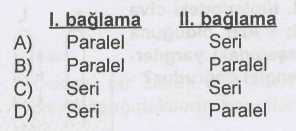 I. bağlama II. bağlama
A) Paralel Seri
B) Paralel Paralel
C) Seri Seri
D) Seri Paralel